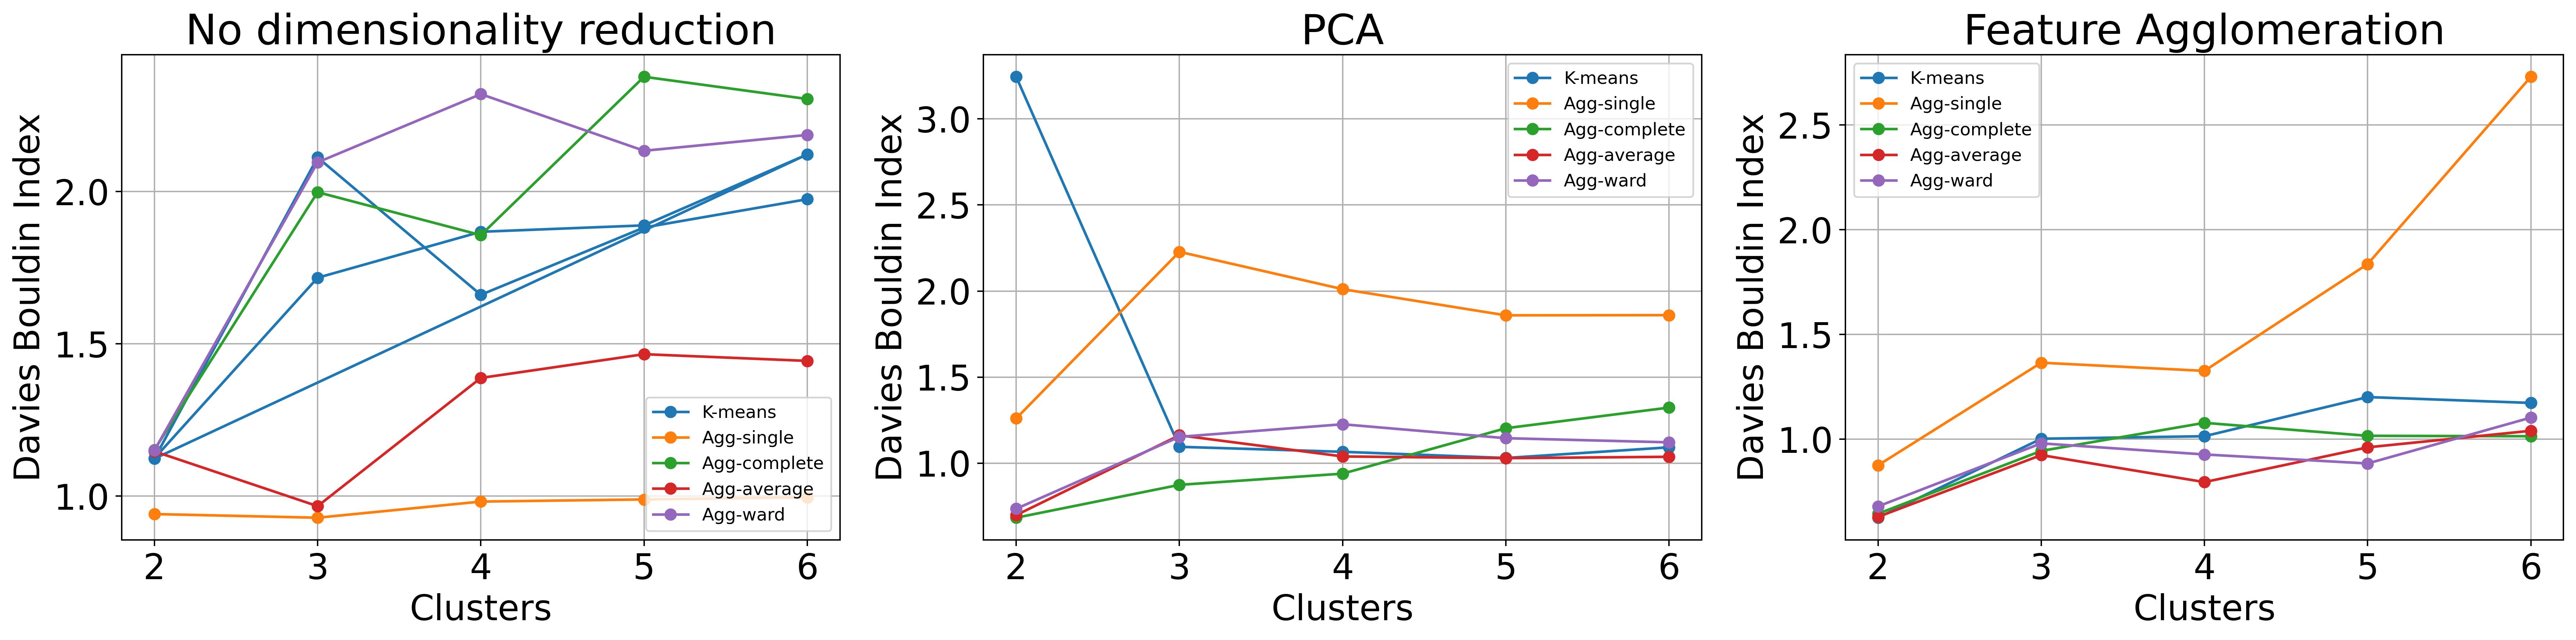 No dimensionality reduction
Davies Bouldin Index
2.0
1.5
1.0
K-means
Agg-single
Agg-complete
Agg-average
Agg-ward
2 3 4 5 6
Clusters
PCA
Davies Bouldin Index
3.0
2.5
2.0
1.5
1.0
K-means
Agg-single
Agg-complete
Agg-average
Agg-ward
2 3 4 5 6
Clusters
Feature Agglomeration
Davies Bouldin Index
2.5
2.0
1.5
1.0
K-means
Agg-single
Agg-complete
Agg-average
Agg-ward
2 3 4 5 6
Clusters